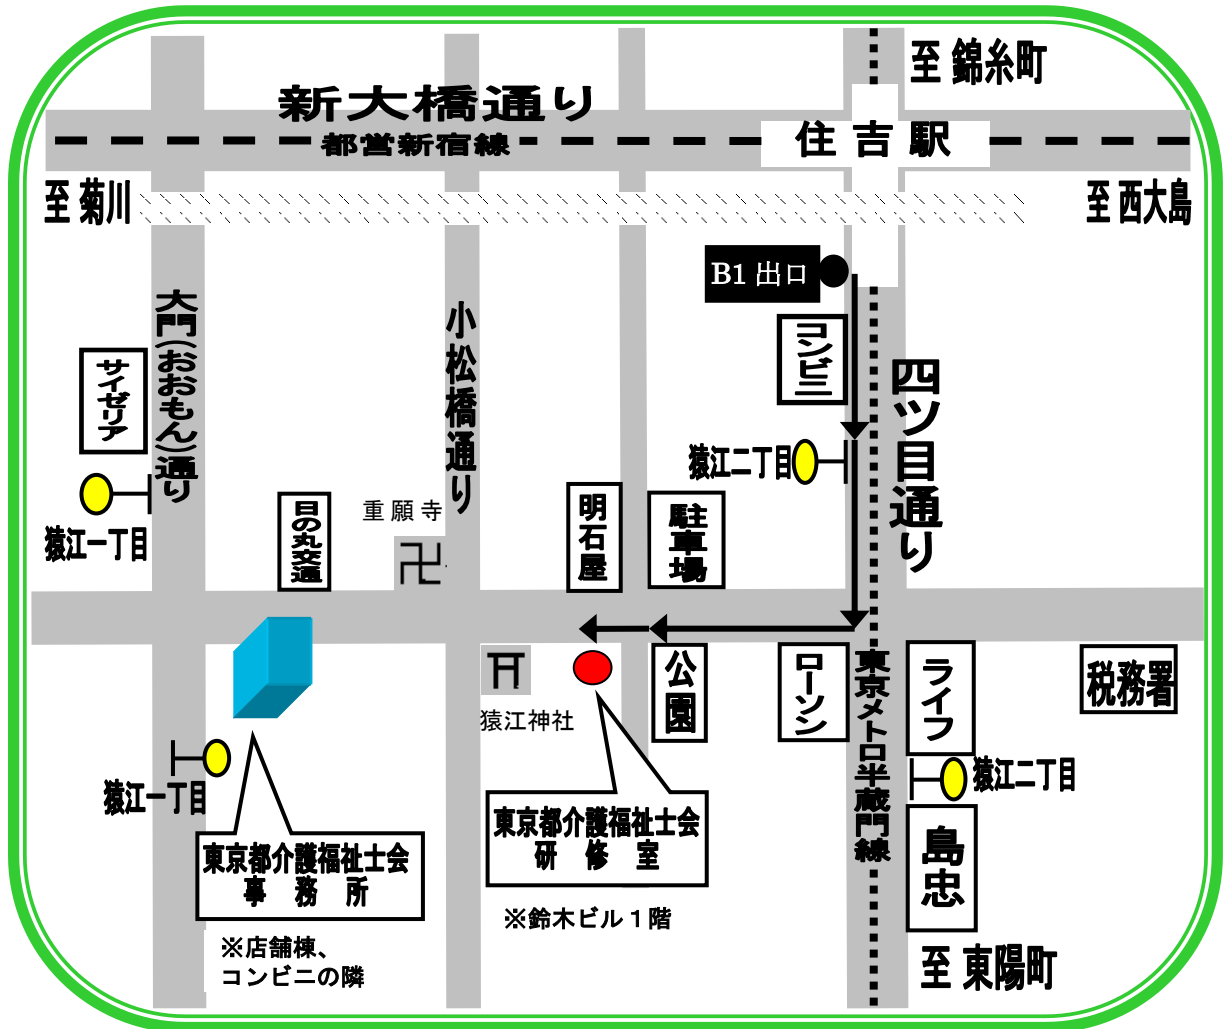 至 錦糸町
新大橋通り
都営新宿線
住吉駅
至 菊川
至 西大島
B1 出口
コンビニ
大門(おおもん)通り
小松橋通り
四ツ目通り
サイゼリア
猿江二丁目
猿江一丁目
日の丸交通
重願寺
卍
明石屋
駐車場
公園
ローソン
東京メトロ半蔵門線
ライフ
税務署
猿江神社
猿江一丁目
猿江二丁目
東京都介護福祉士会
研修室
※鈴木ビル1階
東京都介護福祉士会
事務所
※店舗棟、
コンビニの隣
島忠
至 東陽町